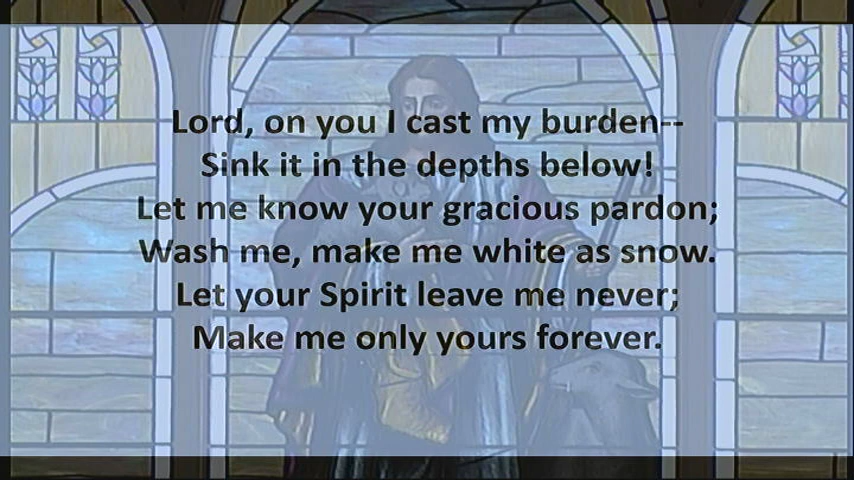 Lord, on you I cast my burden--
Sink it in the depths below!
Let me know your gracious pardon;
Wash me, make me white as snow.
Let your Spirit leave me never;
Make me only yours forever.